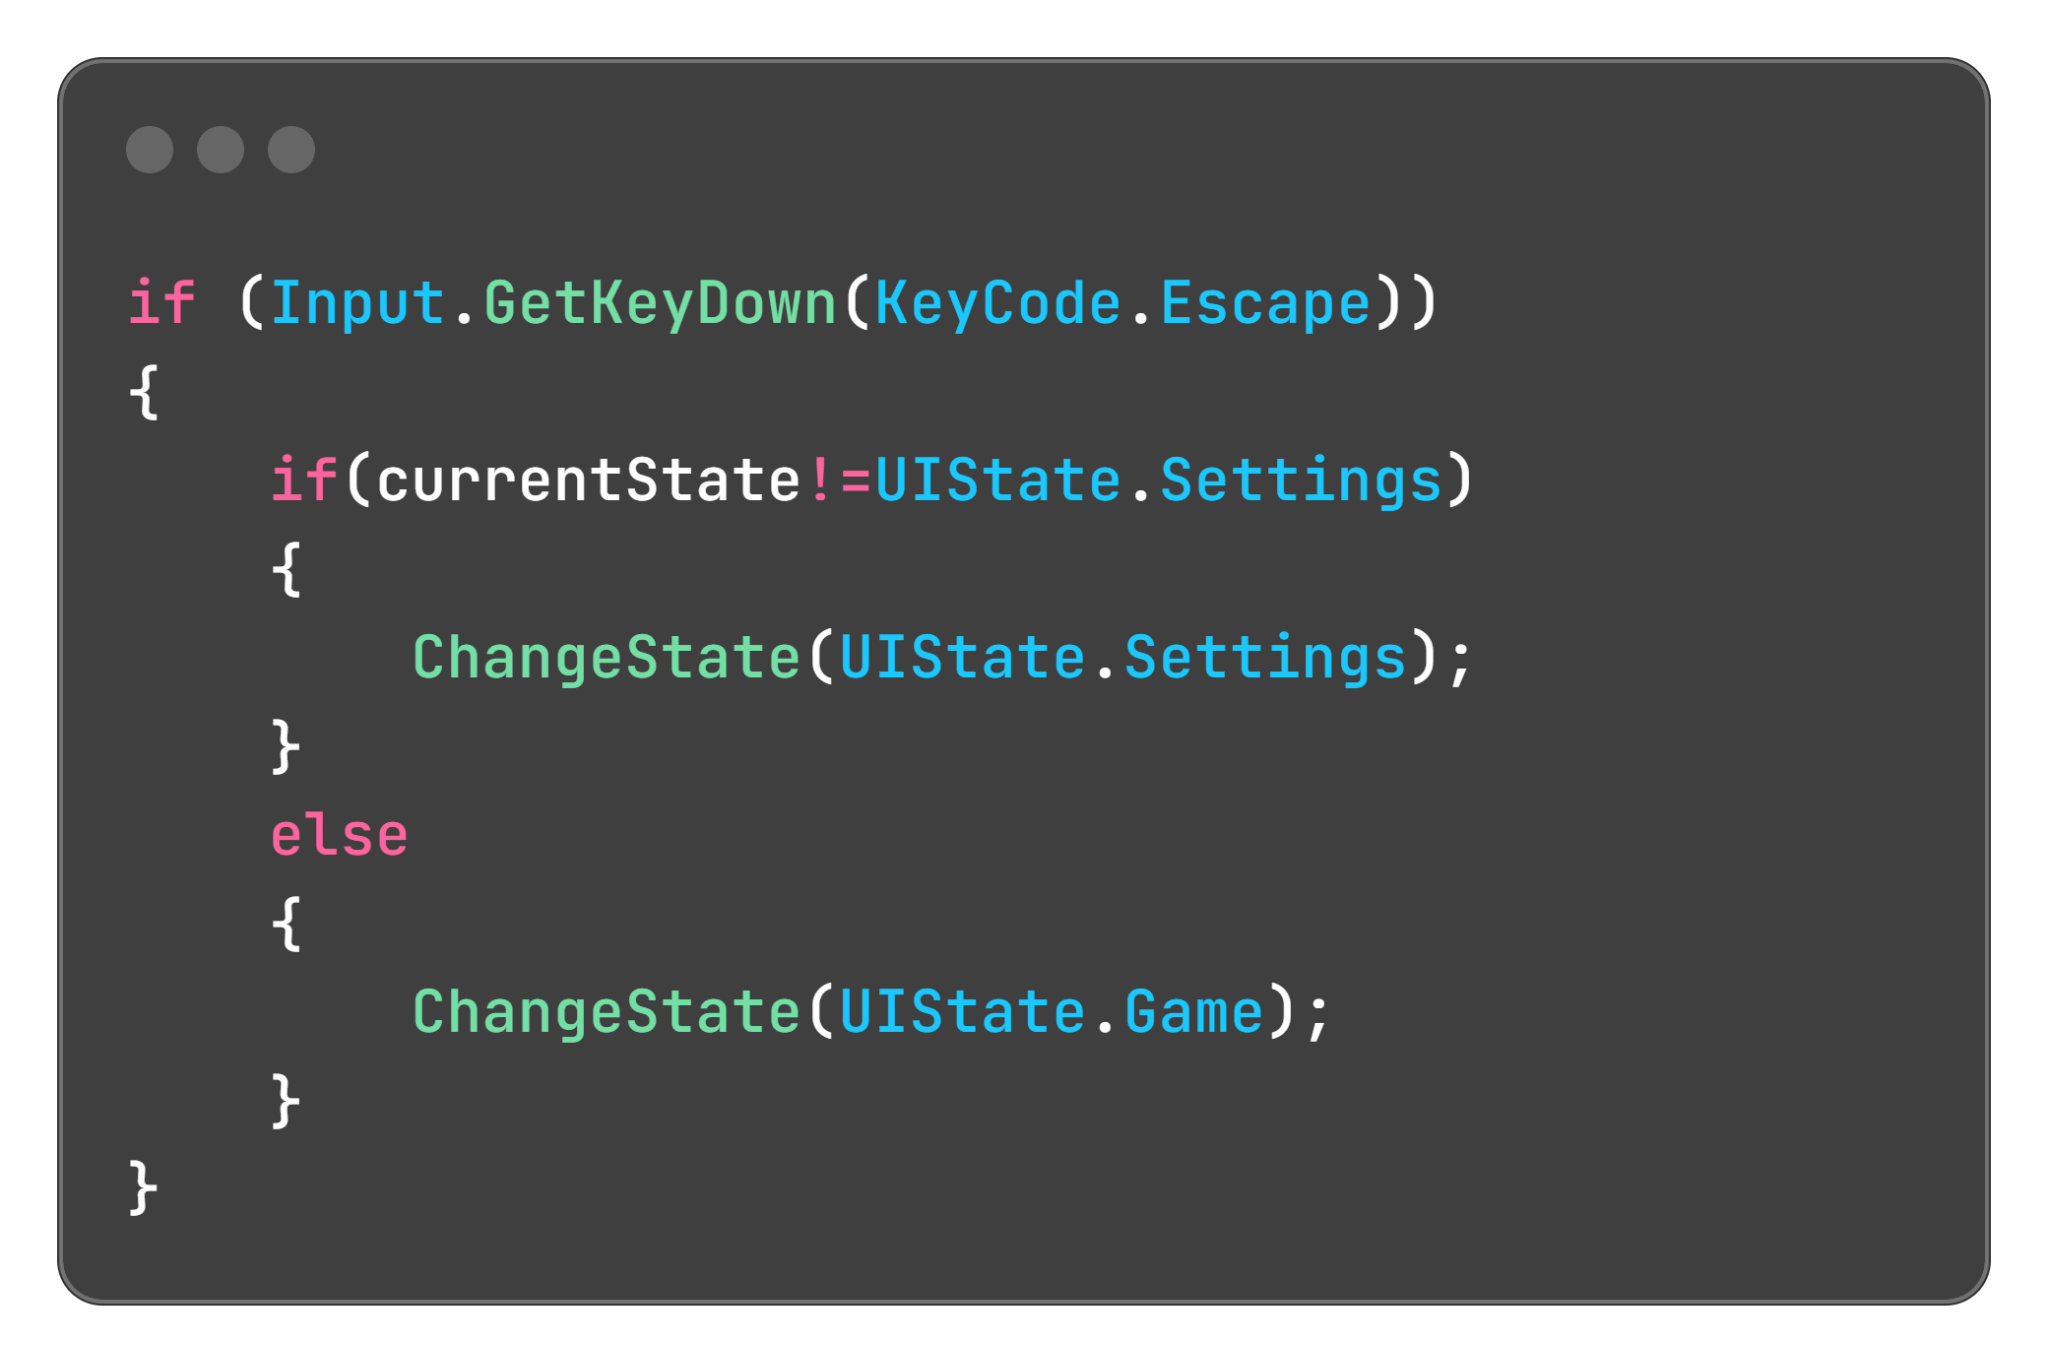 if (Input.GetKeyDown(KeyCode.Escape))
{
    if(currentState!=UIState.Settings)
    {
        ChangeState(UIState.Settings);
    }
    else
    {
        ChangeState(UIState.Game);
    }
}